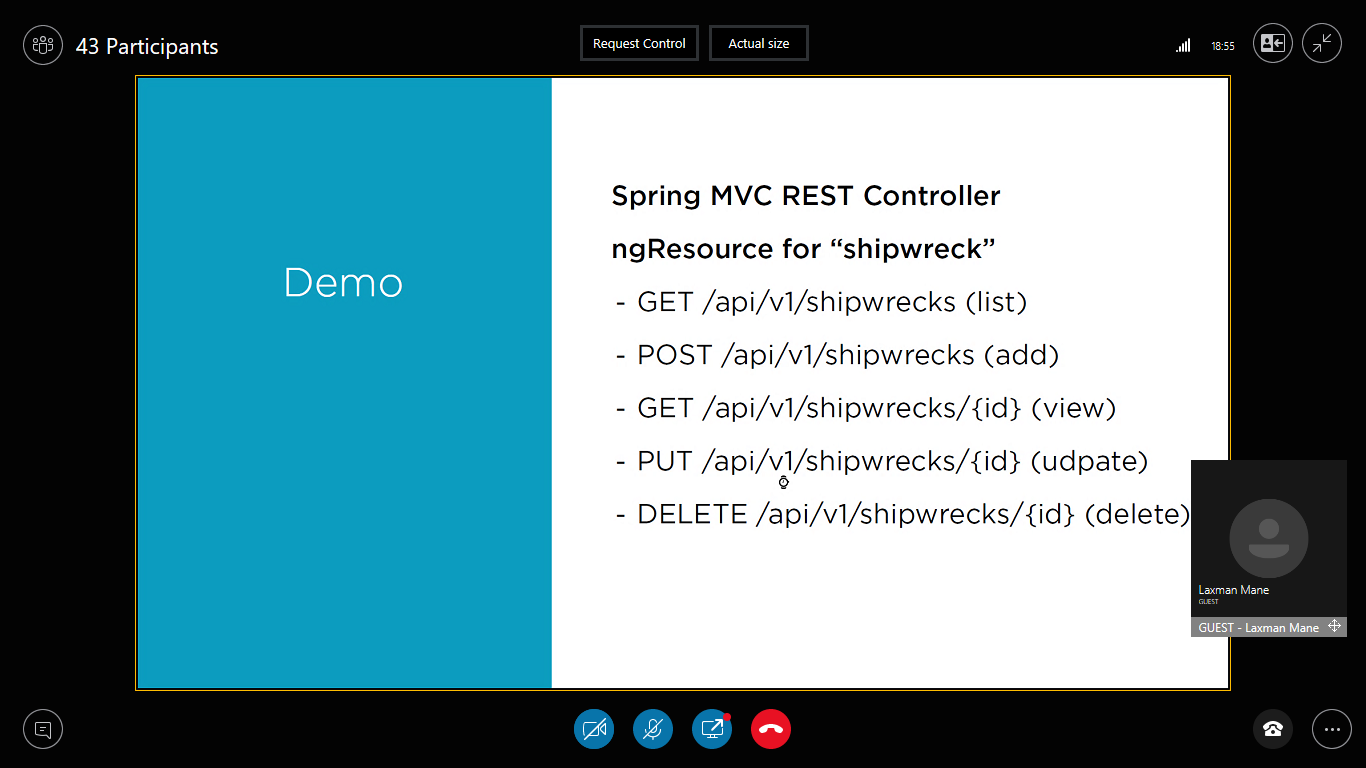 43 Participants
Request Control
Actual size
18:55
Demo
Spring MVC REST Controller
ngResource for “shipwreck”
- GET /api/v1/shipwrecks (list)
- POST /api/v1/shipwrecks (add)
- GET /api/v1/shipwrecks/{id} (view)
- PUT /api/v1/shipwrecks/{id} (udpate)
- DELETE /api/v1/shipwrecks/{id} (delete)
Laxman Mane
GUEST
GUEST - Laxman Mane